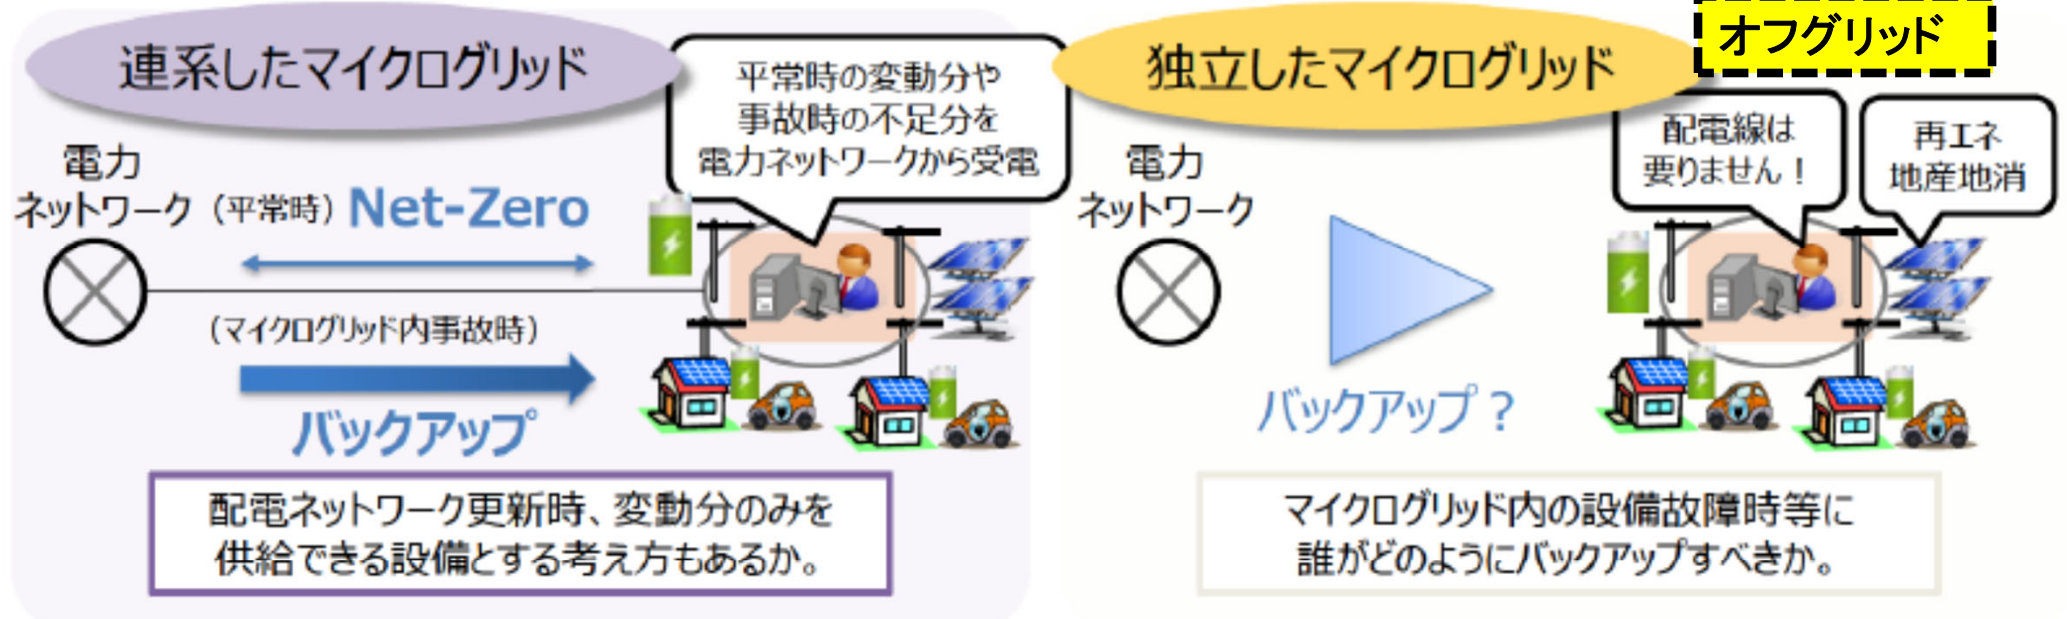 連系したマイクログリッド
平常時の変動分や
事故時の不足分を
電力ネットワークから受電
電力
ネットワーク
（平常時）
Net-Zero
（マイクログリッド内事故時）
バックアップ
配電ネットワーク更新時、変動分のみを
供給できる設備とする考え方もあるか。
独立したマイクログリッド
オフグリッド
配電線は
要りません！
再エネ
地産地消
電力
ネットワーク
バックアップ？
マイクログリッド内の設備故障時等に
誰がどのようにバックアップすべきか。